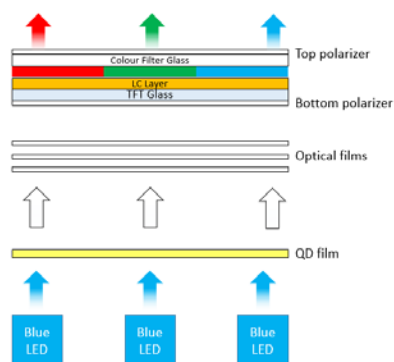 Top polarizer
Colour Filter Glass
LC Layer
TFT Glass
Bottom polarizer
Optical films
QD film
Blue
LED
Blue
LED
Blue
LED